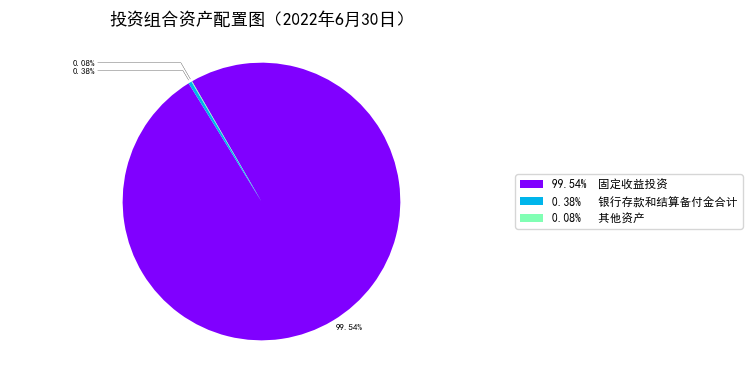 投资组合资产配置图（2022年6月30日）
0.08%
0.38%
99.54%
99.54% 固定收益投资
0.38% 银行存款和结算备付金合计
0.08% 其他资产